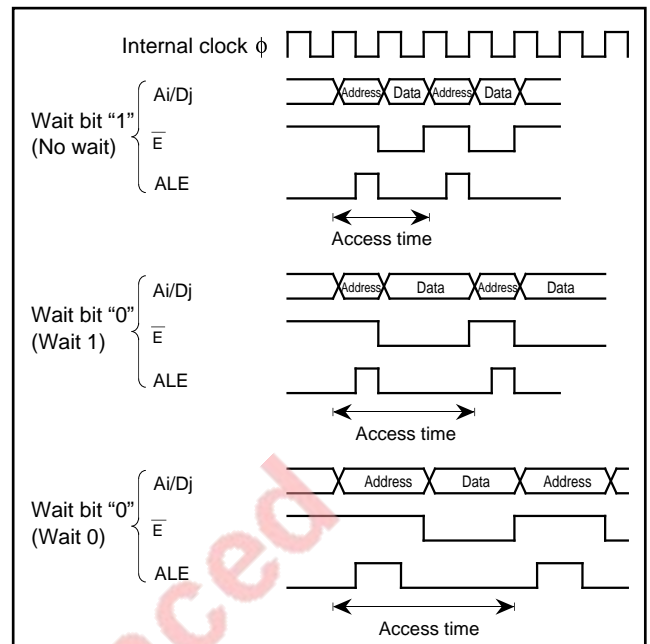 Internal clock ϕ
Wait bit “1”
(No wait)
Ai/Dj
Address Data Address Data
E
ALE
Access time
Wait bit “0”
(Wait 1)
Ai/Dj
Address Data Address Data
E
ALE
Access time
Wait bit “0”
(Wait 0)
Ai/Dj
Address Data Address
E
ALE
Access time
nced